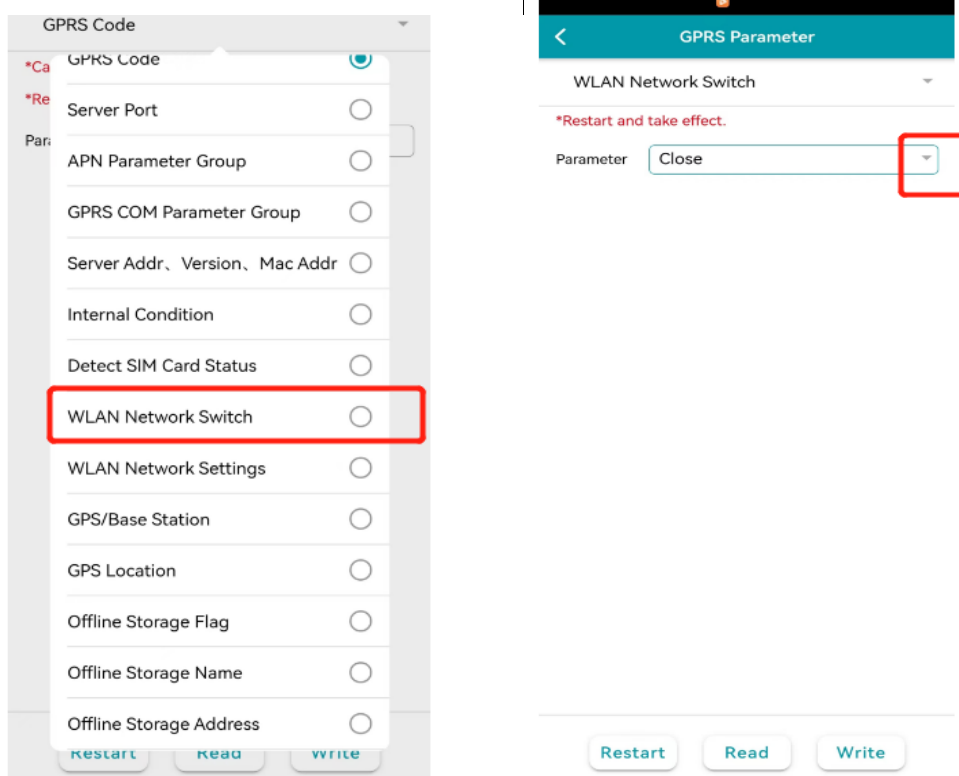 GPRS Code
GPRS Code
*Ca
*Re
Server Port
Para
APN Parameter Group
GPRS COM Parameter Group
Server Addr、Version、Mac Addr
Internal Condition
Detect SIM Card Status
WLAN Network Switch
WLAN Network Settings
GPS/Base Station
GPS Location
Offline Storage Flag
Offline Storage Name
Offline Storage Address
Restart Read Write
GPRS Parameter
WLAN Network Switch
*Restart and take effect.
Parameter Close
Restart Read Write